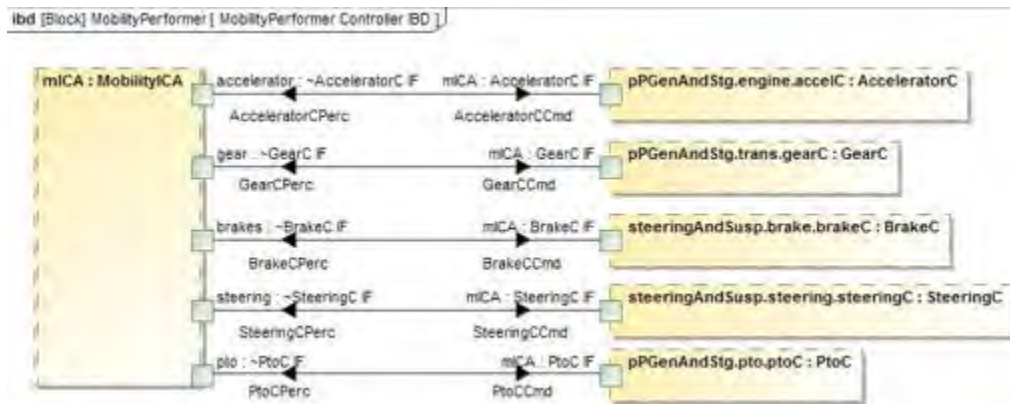 ibd [Block] MobilityPerformer [ MobilityPerformer Controller IBD ]
mICA : MobilityICA
accelerator : ~AcceleratorC IF
mICA : AcceleratorC IF
pPGenAndStg.engine.accelC : AcceleratorC
AcceleratorCPerc
AcceleratorCCmd
gear : ~GearC IF
mICA : GearC IF
pPGenAndStg.trans.gearC : GearC
GearCPerc
GearCCmd
brakes : ~BrakeC IF
mICA : BrakeC IF
steeringAndSusp.brake.brakeC : BrakeC
BrakeCPerc
BrakeCCmd
steering : ~SteeringC IF
mICA : SteeringC IF
steeringAndSusp.steering.steeringC : SteeringC
SteeringCPerc
SteeringCCmd
pto : ~PtoC IF
mICA : PtoC IF
pPGenAndStg.pto.ptoC : PtoC
PtoCPerc
PtoCCmd